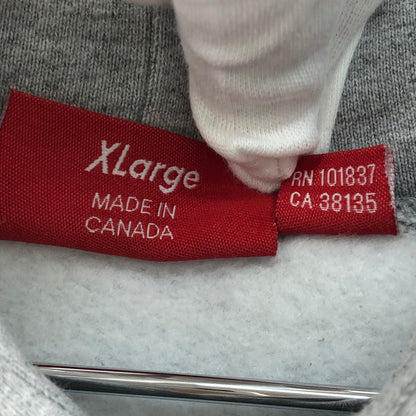 XLarge
MADE IN
CANADA
RN 101837
CA 38135